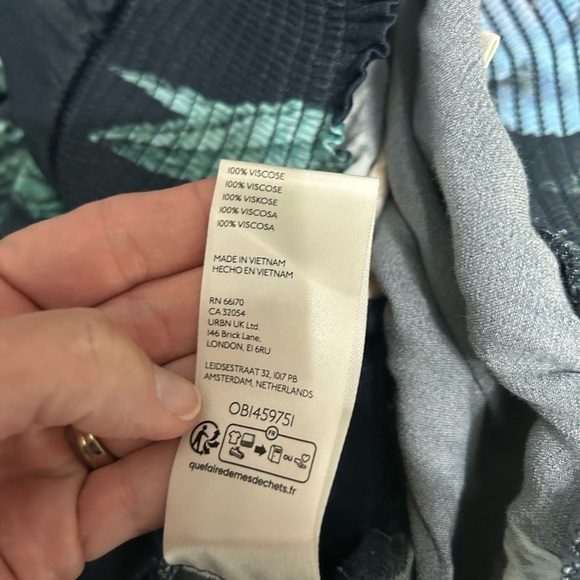 100% VISCOSE
100% VISCOSE
100% VISKOSE
100% VISCOSA
100% VISCOSA
MADE IN VIETNAM
HECHO EN VIETNAM
RN 66170
CA 32054
URBN UK Ltd.
146 Brick Lane,
LONDON, E1 6RU
LEIDSESTRAAT 32, 1017 PB
AMSTERDAM, NETHERLANDS
OB1459751
FR
OU
quefairedemesdechets.fr